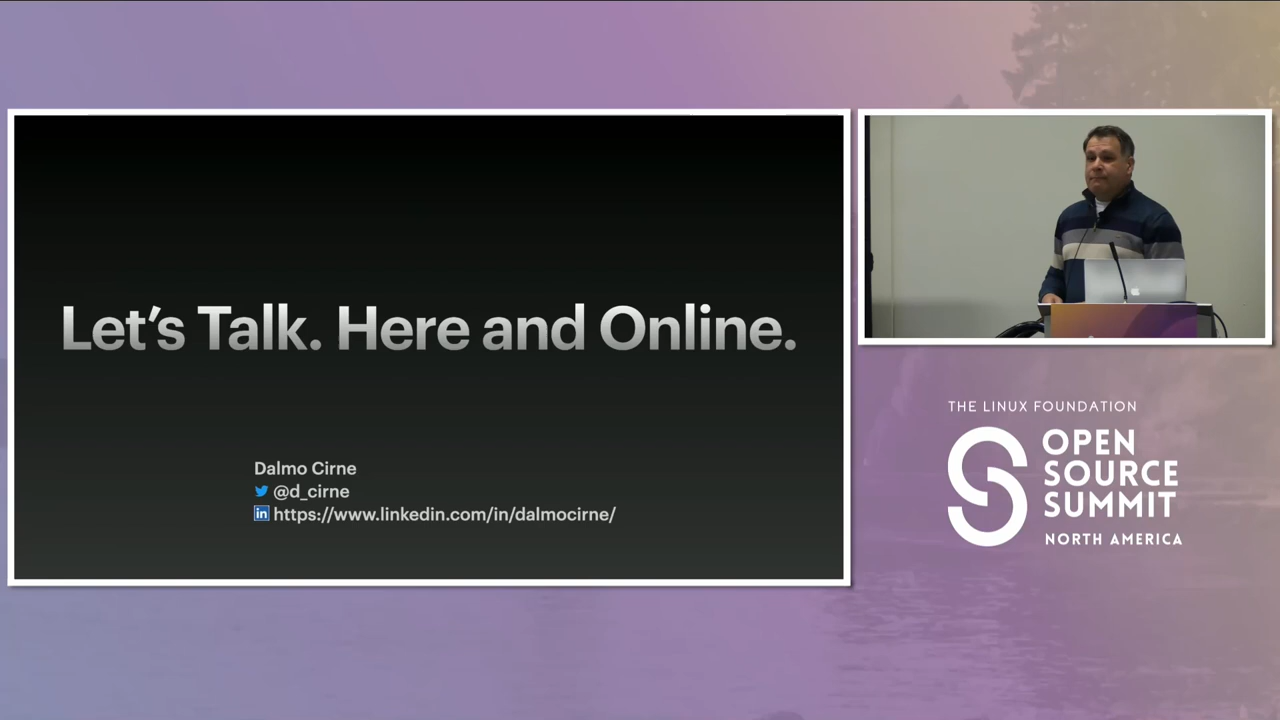 Let's Talk. Here and Online.
Dalmo Cirne
@d_cirne
in https://www.linkedin.com/in/dalmocirne/
THE LINUX FOUNDATION
OPEN
SOURCE
SUMMIT
NORTH AMERICA